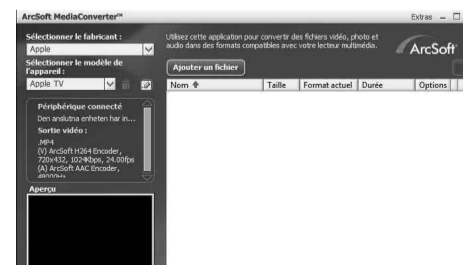 ArcSoft MediaConverter™
Extras
Sélectionner le fabricant :
Apple
Sélectionner le modèle de
l'appareil :
Apple TV
Périphérique connecté
Den anslutna enheten har in...
Sortie vidéo :
.MP4
(V) ArcSoft H264 Encoder,
720x432, 1024kbps, 24.00fps
(A) ArcSoft AAC Encoder,
48000Hz
Aperçu
Utilisez cette application pour convertir des fichiers vidéo, photo et
audio dans des formats compatibles avec votre lecteur multimédia.
ArcSoft
Ajouter un fichier
Nom Taille Format actuel Durée Options